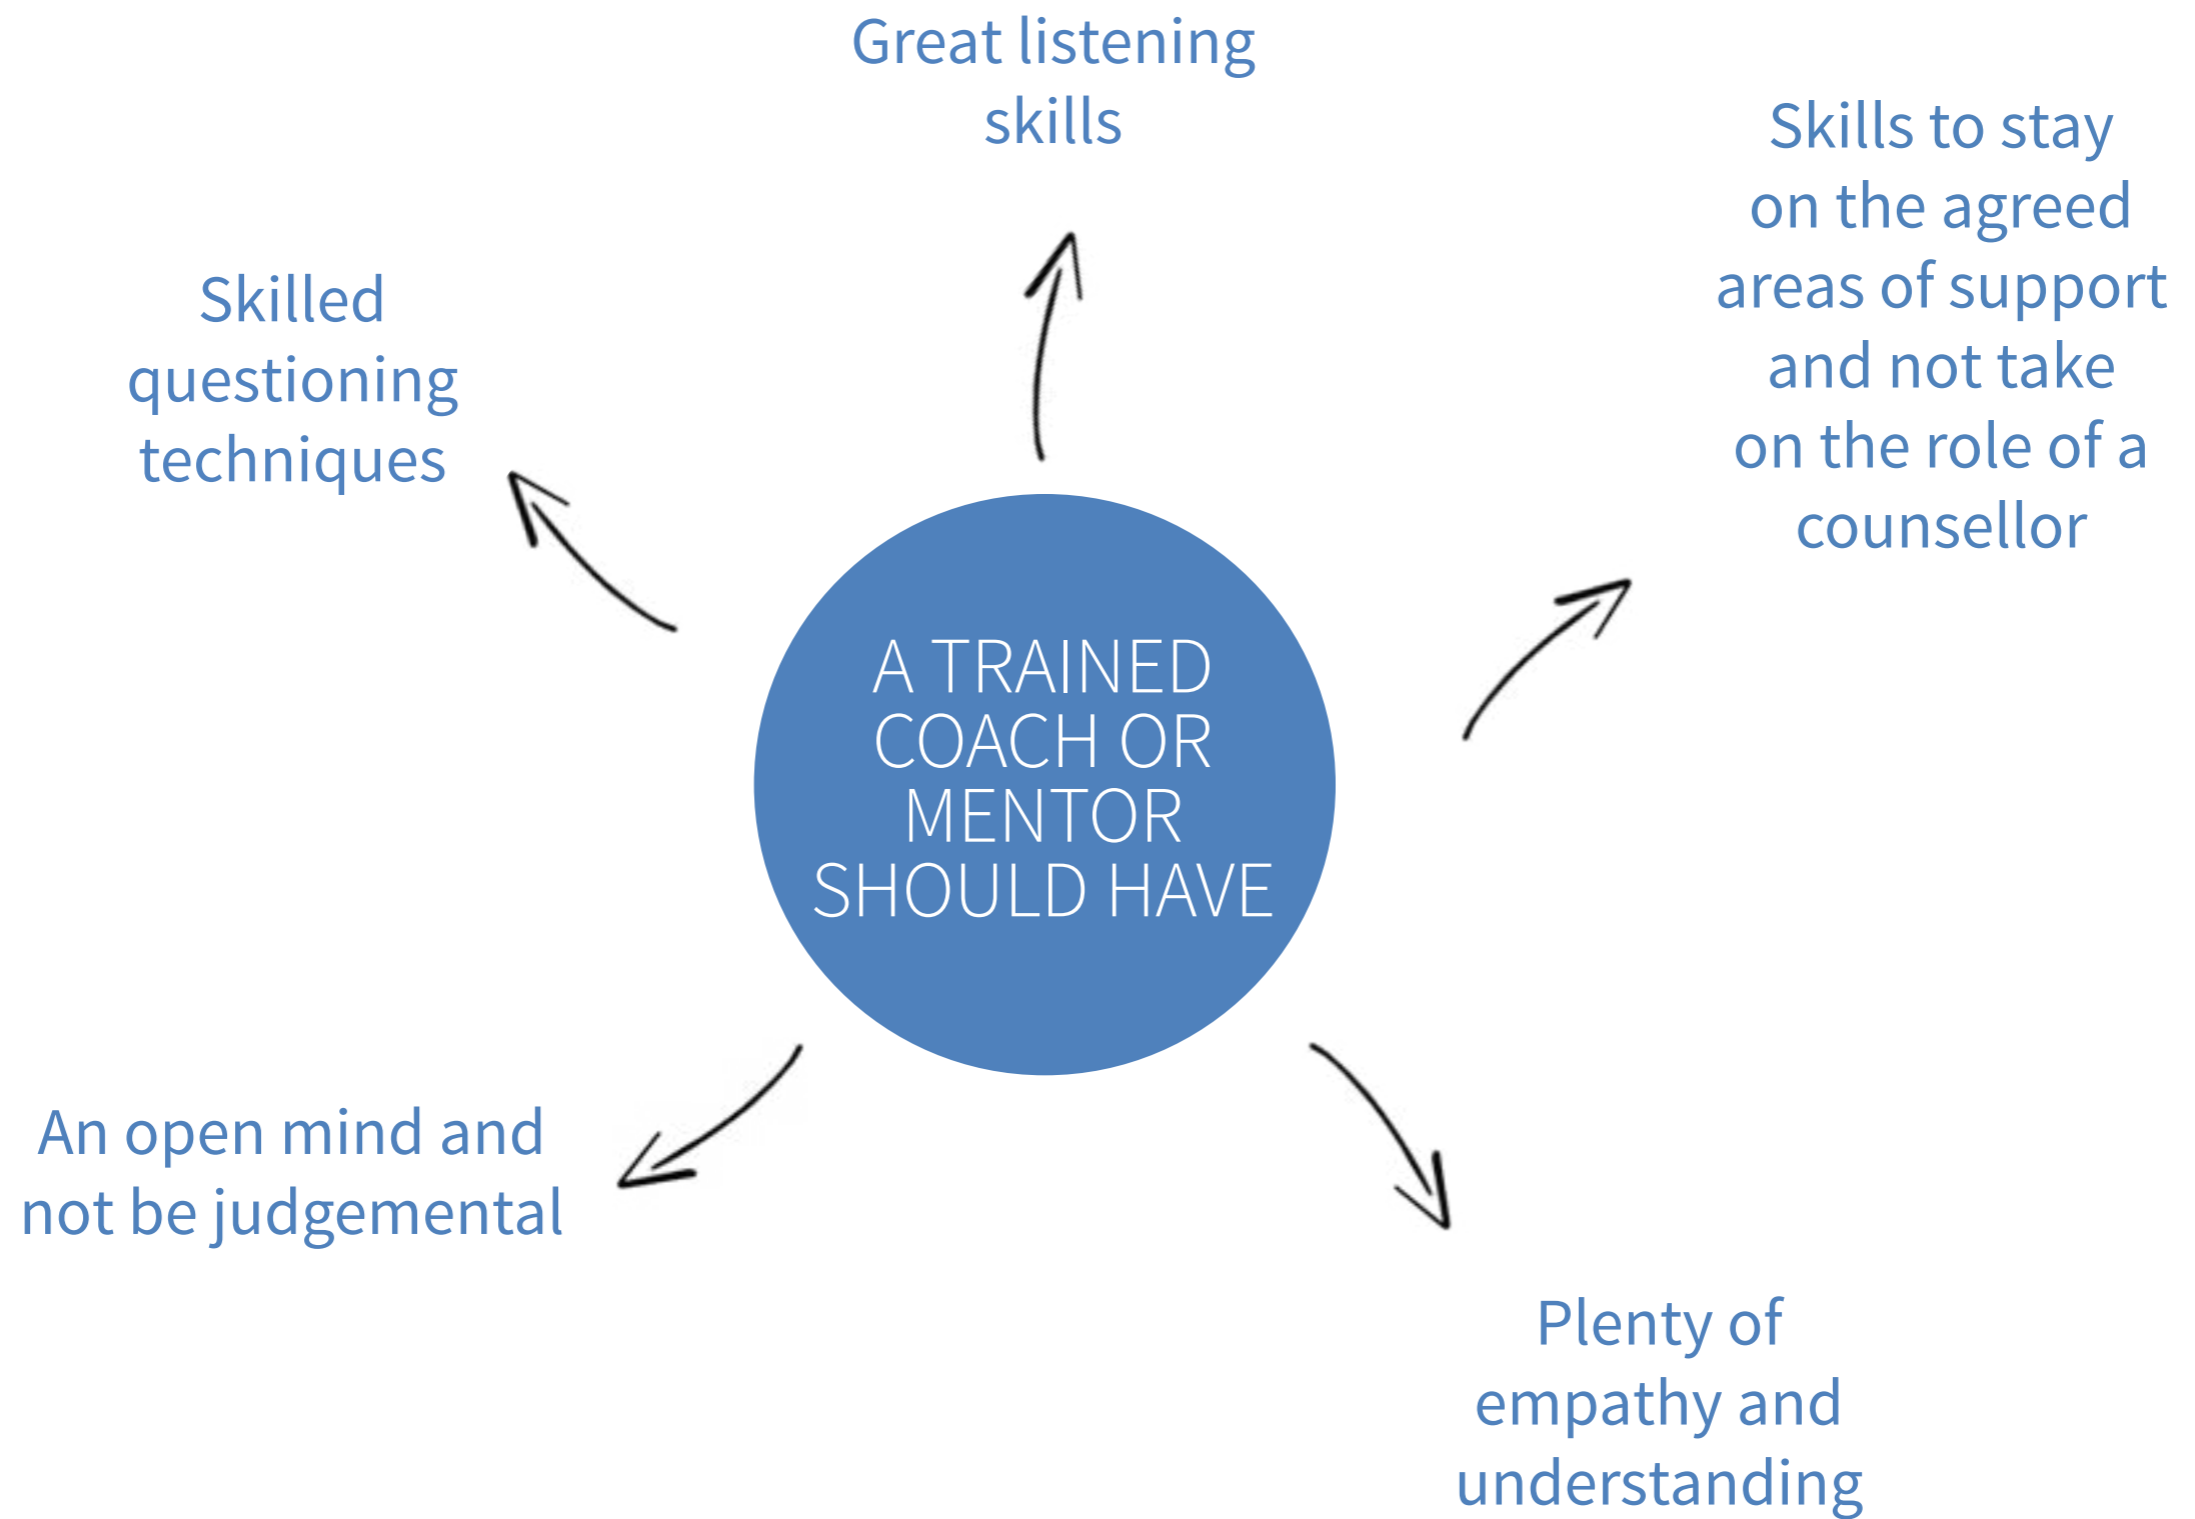 Great listening
skills
Skills to stay
on the agreed
areas of support
and not take
on the role of a
counsellor
Skilled
questioning
techniques
A TRAINED
COACH OR
MENTOR
SHOULD HAVE
An open mind and
not be judgemental
Plenty of
empathy and
understanding